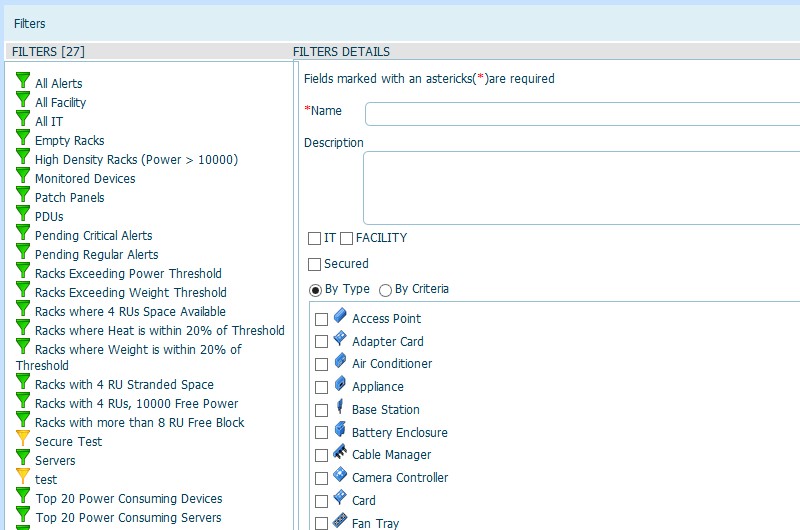 Filters
FILTERS [27]
All Alerts
All Facility
All IT
Empty Racks
High Density Racks (Power > 10000)
Monitored Devices
Patch Panels
PDUs
Pending Critical Alerts
Pending Regular Alerts
Racks Exceeding Power Threshold
Racks Exceeding Weight Threshold
Racks where 4 RUs Space Available
Racks where Heat is within 20% of Threshold
Racks where Weight is within 20% of
Threshold
Racks with 4 RU Stranded Space
Racks with 4 RUs, 10000 Free Power
Racks with more than 8 RU Free Block
Secure Test
Servers
test
Top 20 Power Consuming Devices
Top 20 Power Consuming Servers
FILTERS DETAILS
Fields marked with an astericks(*)are required
*Name
Description
IT FACILITY
Secured
By Type By Criteria
Access Point
Adapter Card
Air Conditioner
Appliance
Base Station
Battery Enclosure
Cable Manager
Camera Controller
Card
Fan Tray